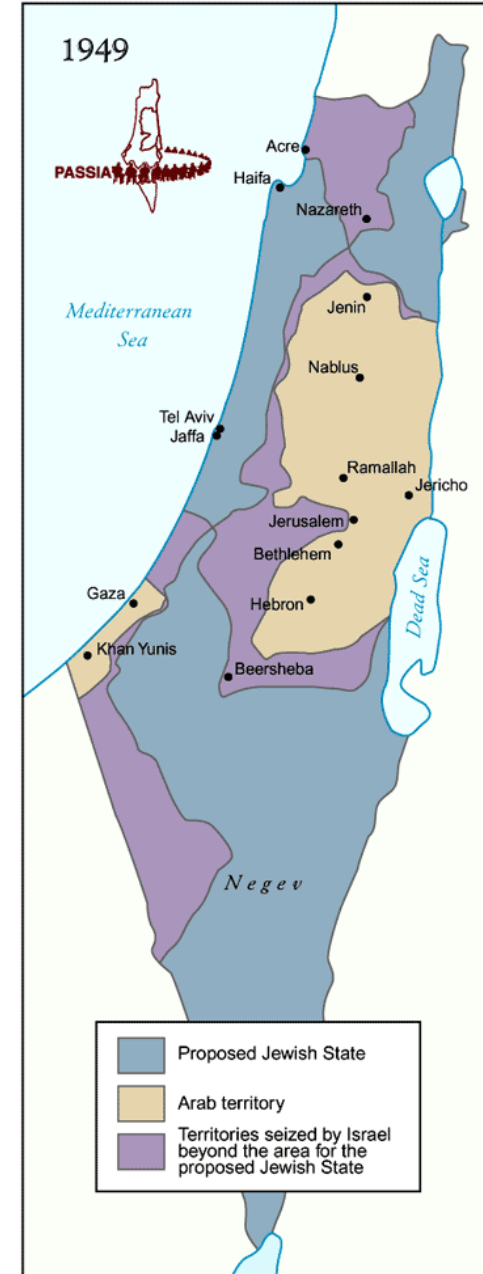 1949
PASSIA
Acre
Haifa
Nazareth
Mediterranean
Sea
Jenin
Nablus
Tel Aviv
Jaffa
Ramallah
Jericho
Jerusalem
Bethlehem
Dead Sea
Gaza
Hebron
Khan Yunis
Beersheba
Negev
Proposed Jewish State
Arab territory
Territories seized by Israel
beyond the area for the
proposed Jewish State